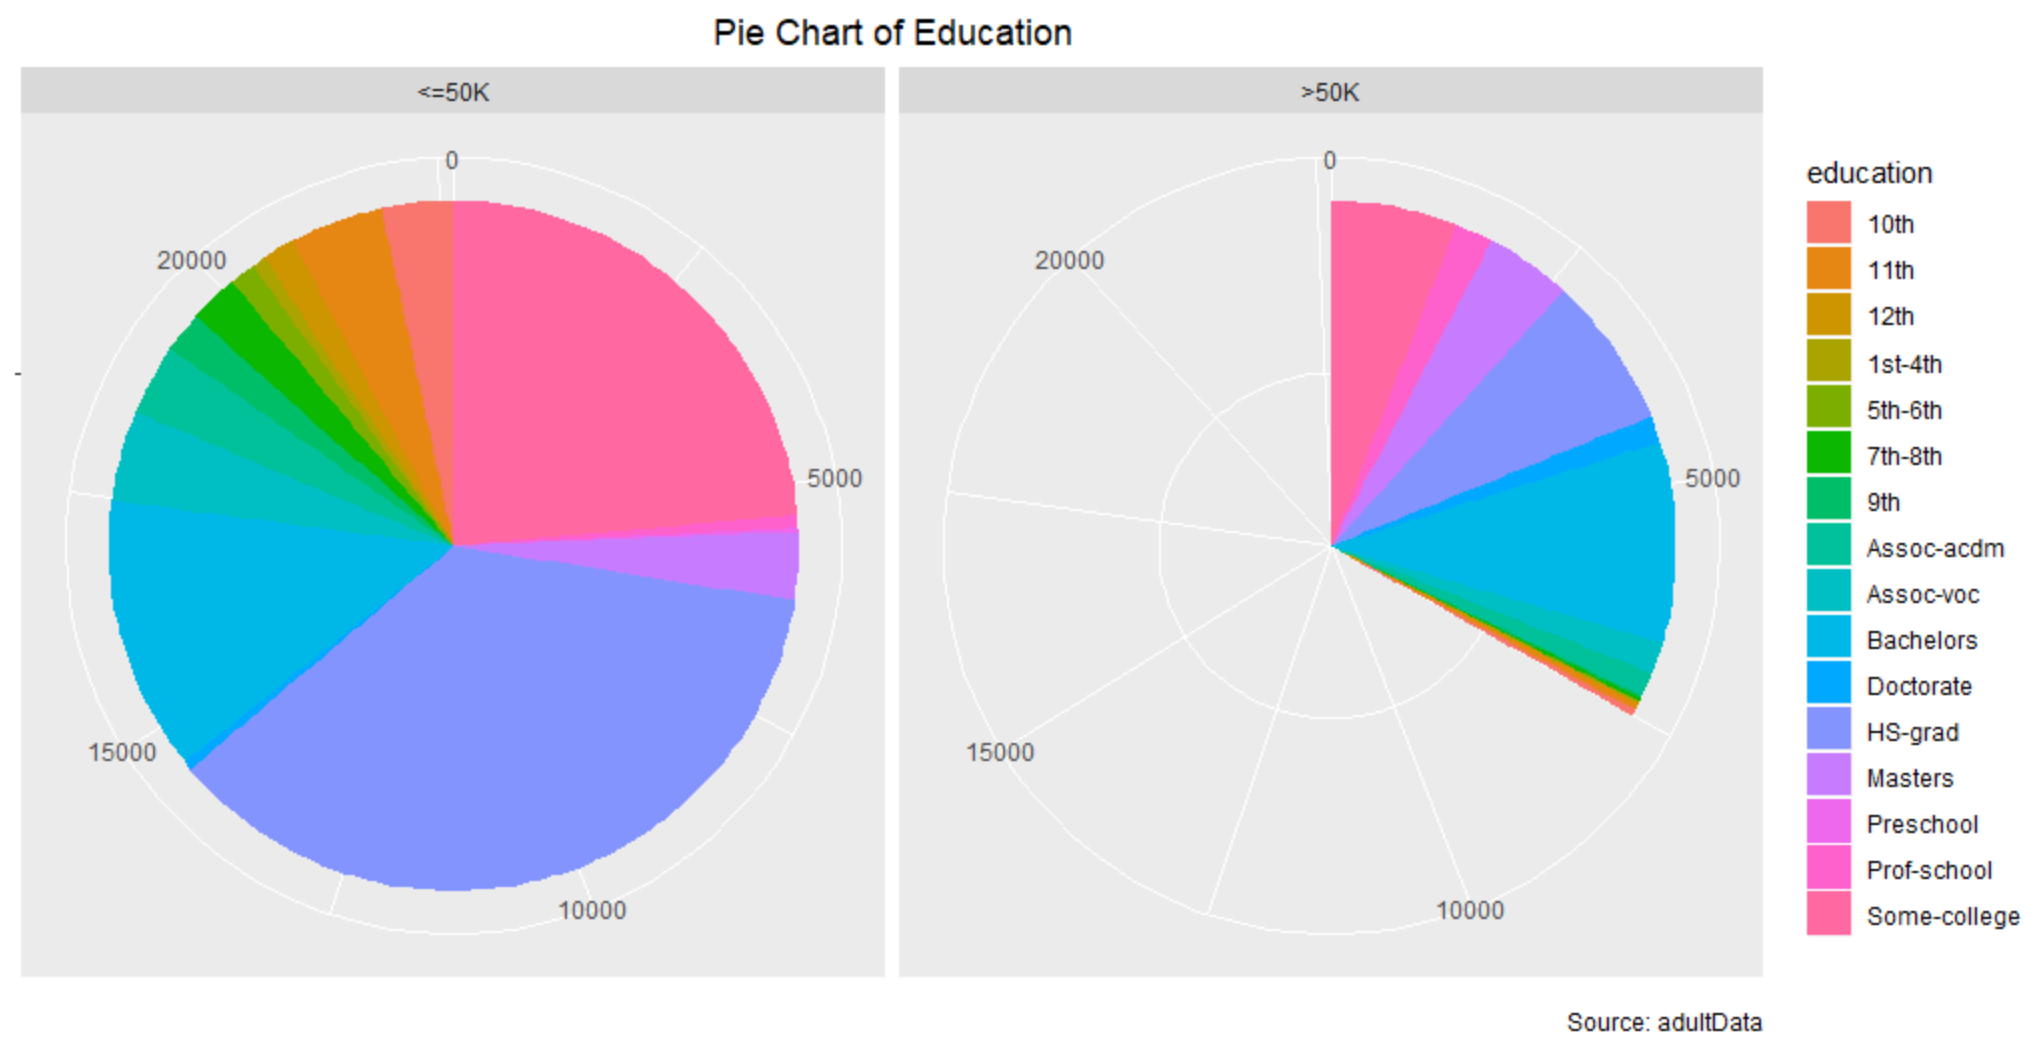 Pie Chart of Education
<=50K
>50K
0
5000
10000
15000
20000
0
5000
10000
15000
20000
education
10th
11th
12th
1st-4th
5th-6th
7th-8th
9th
Assoc-acdm
Assoc-voc
Bachelors
Doctorate
HS-grad
Masters
Preschool
Prof-school
Some-college
Source: adultData